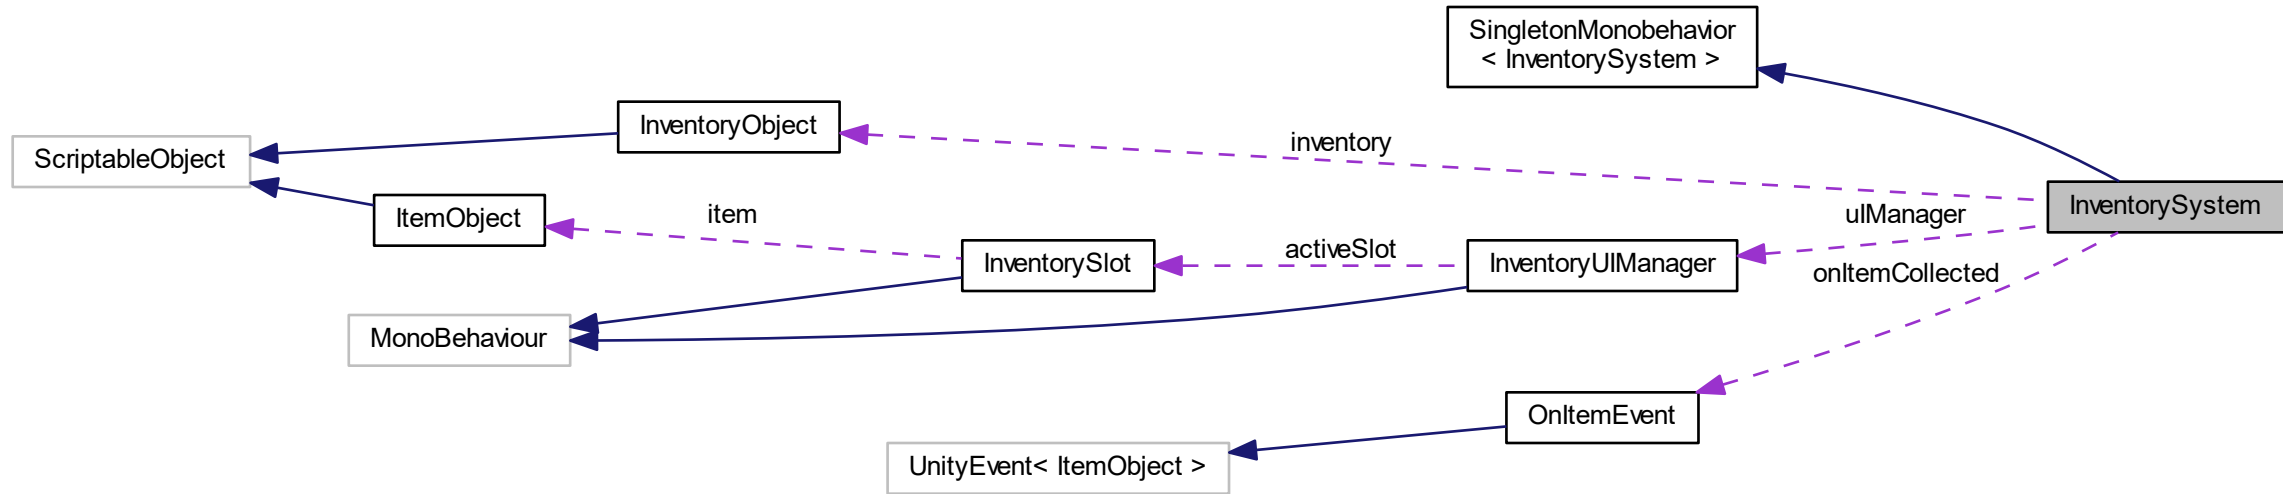 SingletonMonobehavior
< InventorySystem >
InventoryObject
inventory
ScriptableObject
ItemObject
item
uIManager
InventorySystem
InventorySlot
activeSlot
InventoryUIManager
onItemCollected
MonoBehaviour
OnItemEvent
UnityEvent< ItemObject >